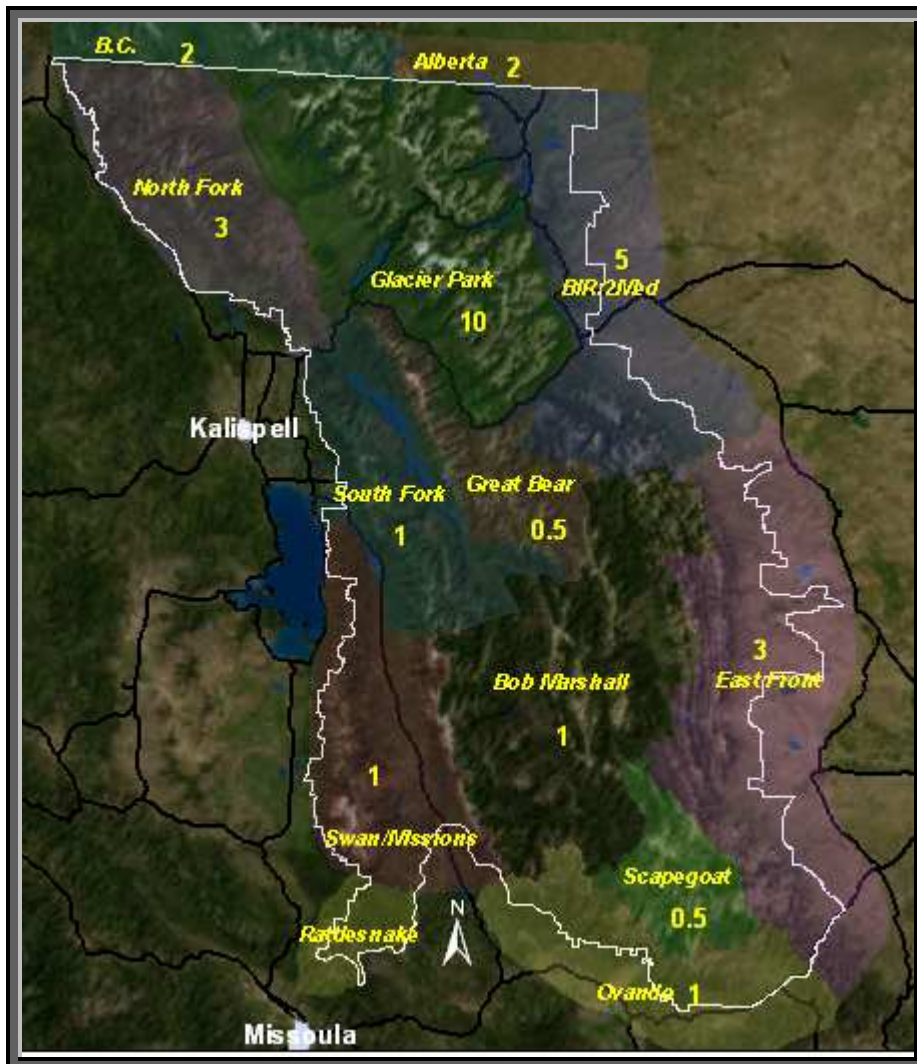 B.C. 2
Alberta 2
North Fork
3
5
BIR/2Med
Glacier Park
10
Kalispell
South Fork
1
Great Bear
0.5
3
East Front
Bob Marshall
1
1
Swan/Missions
Scapegoat
0.5
Rattlesnake
N
Ovando 1
Missoula